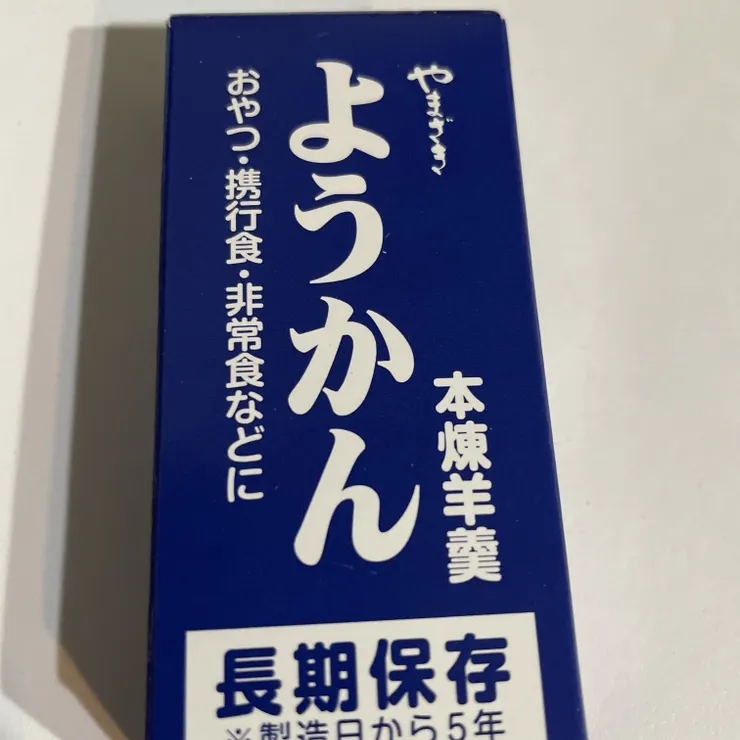 やまざき
ようかん
本煉羊羹
おやつ・携行食・非常食などに
長期保存
※製造日から5年